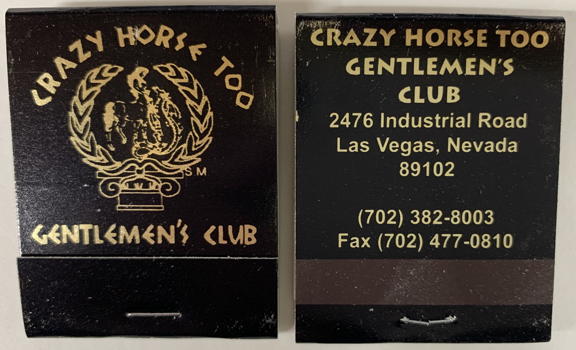 CRAZY HORSE TOO
SM
GENTLEMEN'S CLUB
CRAZY HORSE TOO
GENTLEMEN'S
CLUB
2476 Industrial Road
Las Vegas, Nevada
89102
(702) 382-8003
Fax (702) 477-0810